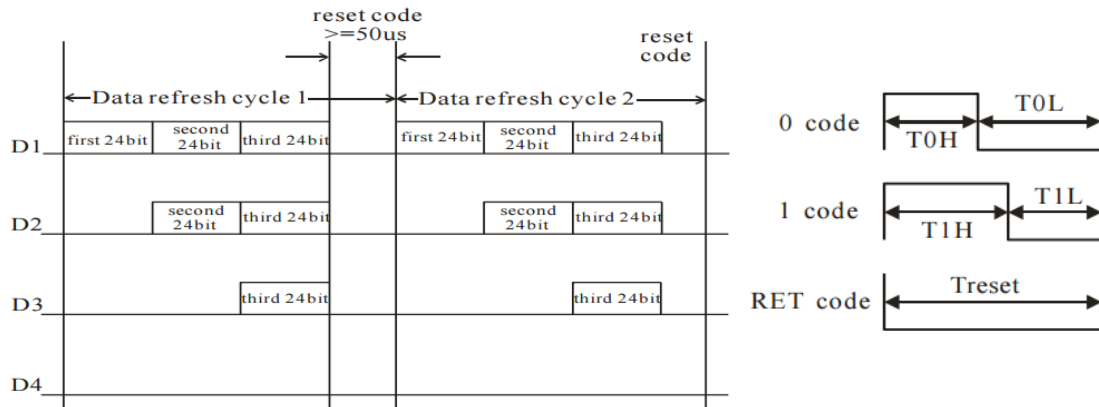 reset code
>=50us
reset
code
Data refresh cycle 1
Data refresh cycle 2
D1
first 24bit
second
24bit
third 24bit
first 24bit
second
24bit
third 24bit
D2
second
24bit
third 24bit
second
24bit
third 24bit
D3
third 24bit
third 24bit
D4
0 code
T0H
T0L
1 code
T1H
T1L
RET code
Treset